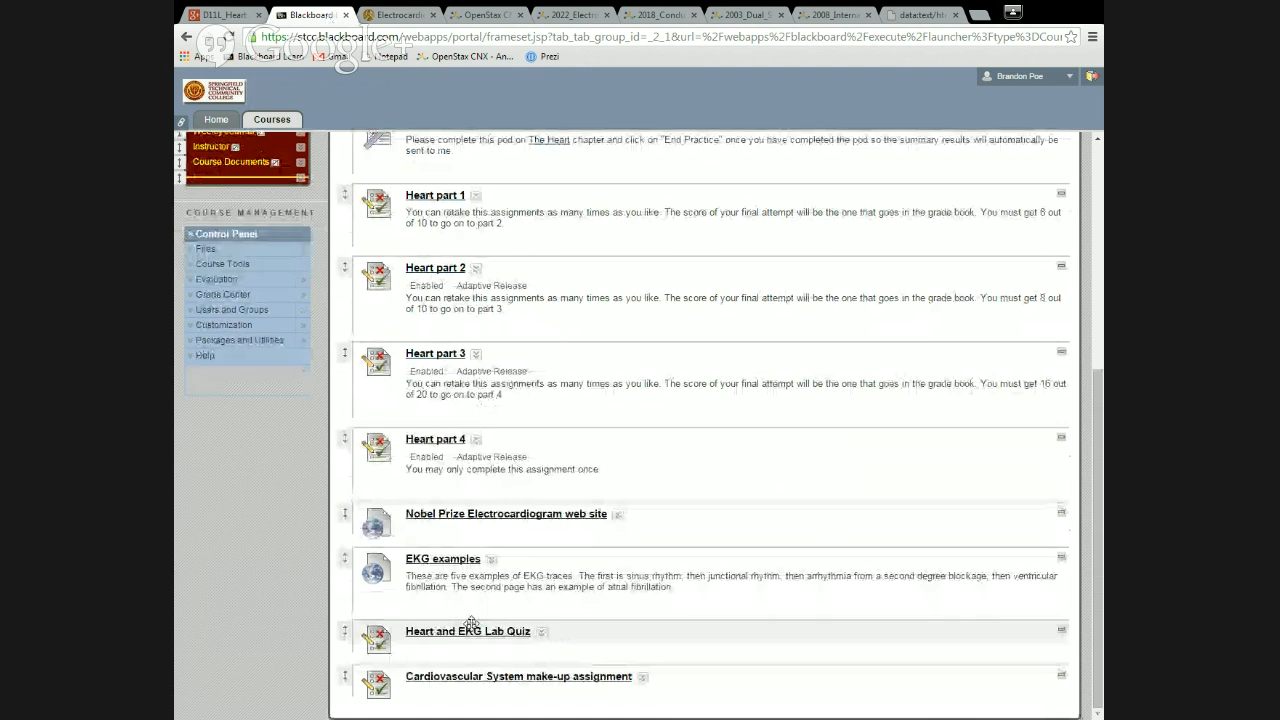 D11L_Heart
Blackboard
Electrocardic
OpenStax C
2022_Electr
2018_Condu
2003_Dual_S
2008_Interna
data:text/ht
https://stcc.blackboard.com/webapps/portal/frameset.jsp?tab_tab_group_id=_2_1&url=%2Fwebapps%2Fblackboard%2Fexecute%2Flauncher%3Ftype%3DCour
Google+
Apps
Blackboard Learn
Gmail
Notepad
OpenStax CNX - An...
Prezi
SPRINGFIELD TECHNICAL COMMUNITY COLLEGE
Brandon Poe
Home
Courses
Instructor
Course Documents
COURSE MANAGEMENT
Control Panel
Files
Course Tools
Evaluation
Grade Center
Users and Groups
Customization
Packages and Utilities
Help
Please complete this pod on The Heart chapter and click on "End Practice" once you have completed the pod so the summary results will automatically be
sent to me.
Heart part 1
You can retake this assignments as many times as you like. The score of your final attempt will be the one that goes in the grade book. You must get 8 out
of 10 to go on to part 2.
Heart part 2
Enabled Adaptive Release
You can retake this assignments as many times as you like. The score of your final attempt will be the one that goes in the grade book. You must get 8 out
of 10 to go on to part 3
Heart part 3
Enabled Adaptive Release
You can retake this assignments as many times as you like. The score of your final attempt will be the one that goes in the grade book. You must get 16 out
of 20 to go on to part 4
Heart part 4
Enabled Adaptive Release
You may only complete this assignment once
Nobel Prize Electrocardiogram web site
EKG examples
These are five examples of EKG traces. The first is sinus rhythm, then junctional rhythm, then arrhythmia from a second degree blockage, then ventricular
fibrillation. The second page has an example of atrial fibrillation.
Heart and EKG Lab Quiz
Cardiovascular System make-up assignment